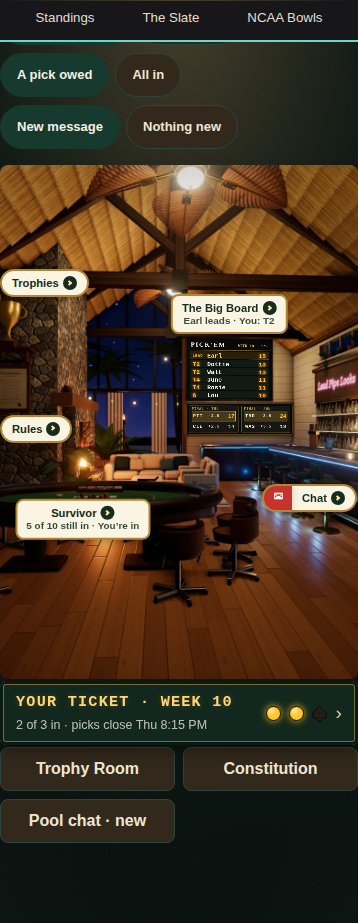 Standings The Slate NCAA Bowls
A pick owed All in
New message Nothing new
Trophies
The Big Board
Earl leads · You: T2
PICK'EM
Earl 15
T2 Dottie 13
T2 Walt 13
T4 June 11
T4 Rosie 11
6 Lou 10
Lead Pipe Locks
Rules
Chat
Survivor
5 of 10 still in · You're in
YOUR TICKET · WEEK 10
2 of 3 in · picks close Thu 8:15 PM
Trophy Room Constitution
Pool chat · new